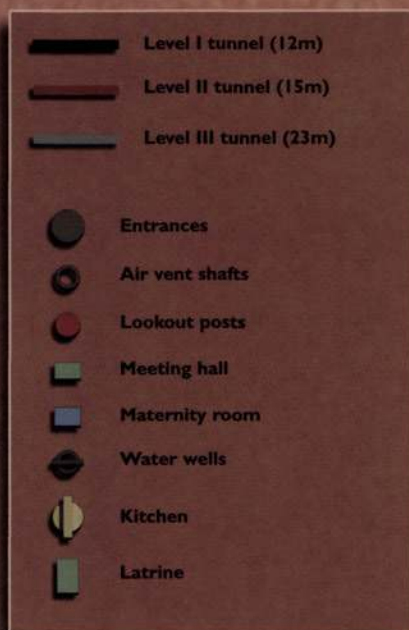 Level I tunnel (12m)
Level II tunnel (15m)
Level III tunnel (23m)
Entrances
Air vent shafts
Lookout posts
Meeting hall
Maternity room
Water wells
Kitchen
Latrine